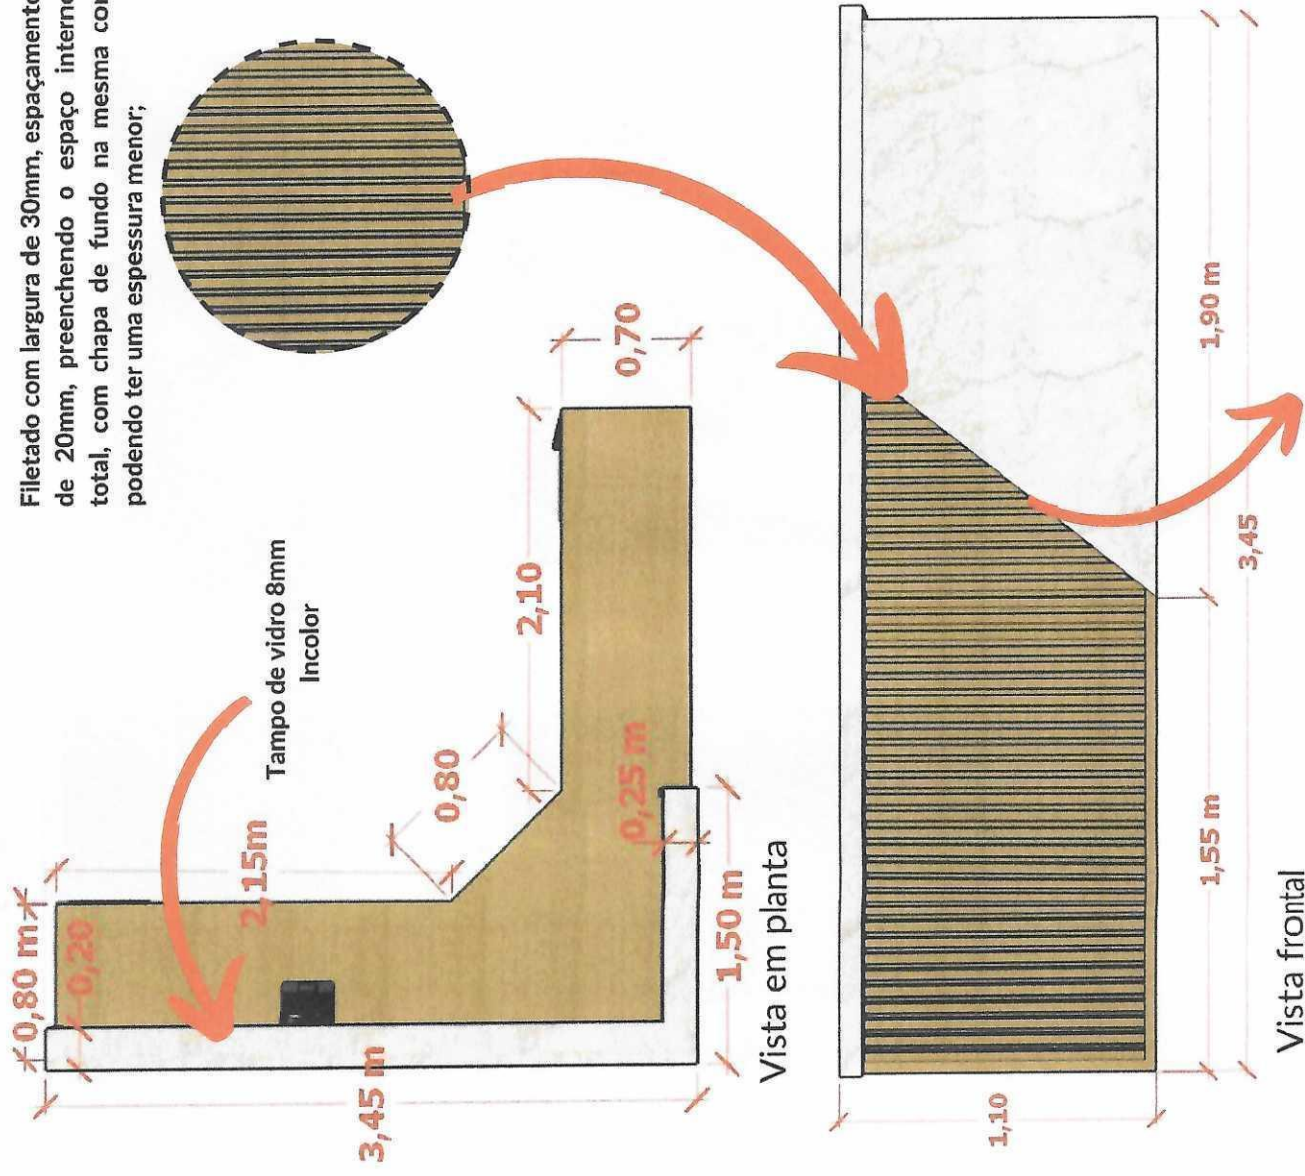 Filetado com largura de 30mm, espaçamento
de 20mm, preenchendo o espaço interno
total, com chapa de fundo na mesma cor
podendo ter uma espessura menor;
Tampo de vidro 8mm
Incolor
0,80 m
0,20
2,15m
0,80
2,10
0,70
0,25 m
3,45 m
1,50 m
Vista em planta
1,10
1,55 m
1,90 m
3,45
Vista frontal